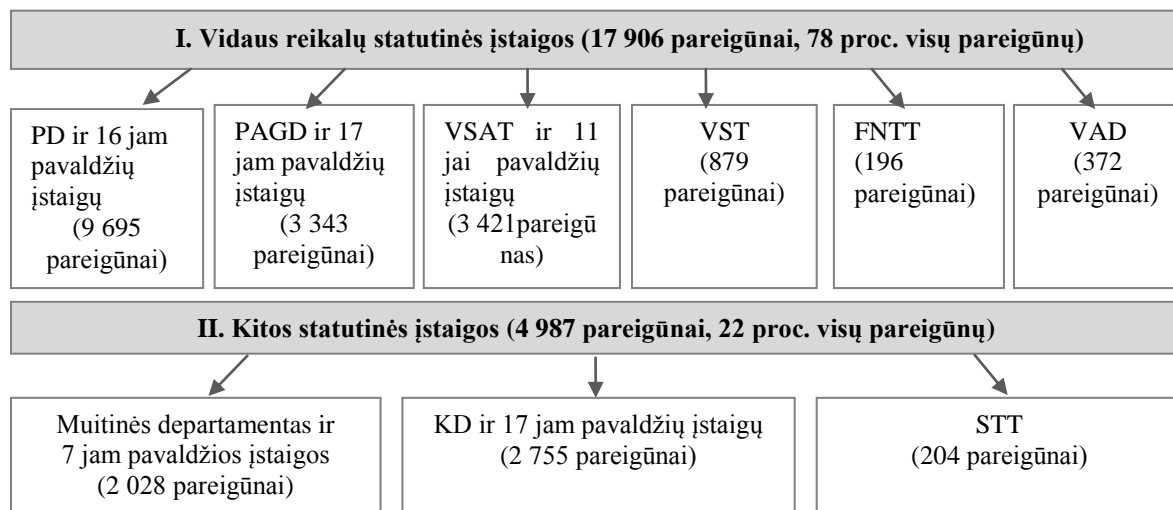 I. Vidaus reikalų statutinės įstaigos (17 906 pareigūnai, 78 proc. visų pareigūnų)
PD ir 16 jam
pavaldžių
įstaigų
(9 695
pareigūnai)
PAGD ir 17
jam pavaldžių
įstaigų
(3 343
pareigūnai)
VSAT ir 11
jai pavaldžių
įstaigų
(3 421pareigū
nas)
VST
(879
pareigūnai)
FNTT
(196
pareigūnai)
VAD
(372
pareigūnai)
II. Kitos statutinės įstaigos (4 987 pareigūnai, 22 proc. visų pareigūnų)
Muitinės departamentas ir
7 jam pavaldžios įstaigos
(2 028 pareigūnai)
KD ir 17 jam pavaldžių įstaigų
(2 755 pareigūnai)
STT
(204 pareigūnai)